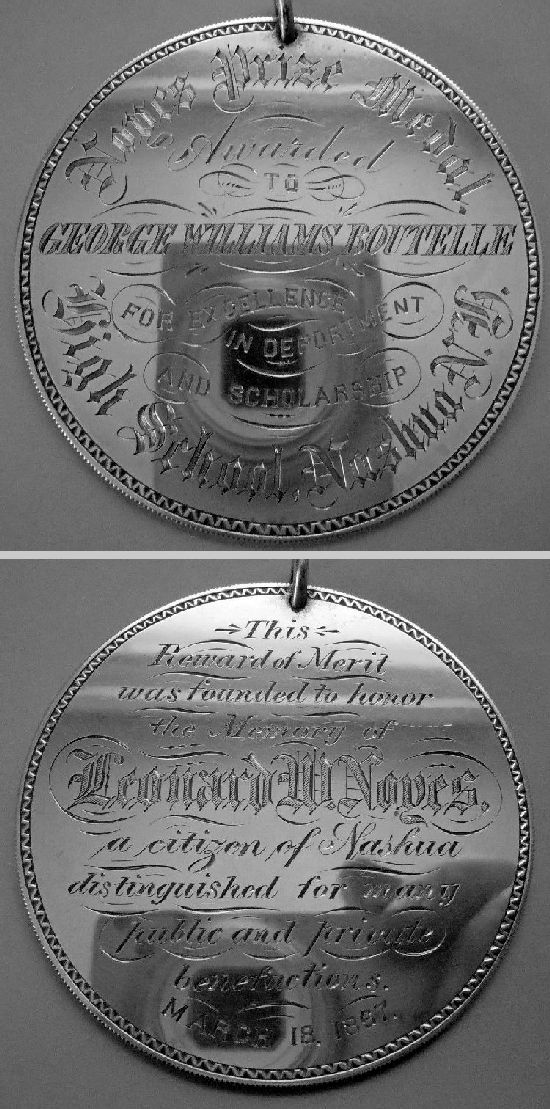 Noyes Prize Medal.
Awarded
TO
GEORGE WILLIAMS BOUTELLE
FOR EXCELLENCE
IN DEPORTMENT
AND SCHOLARSHIP
High School, Nashua N.H.
This
Reward of Merit
was founded to honor
the Memory of
Leonard W. Noyes.
a citizen of Nashua
distinguished for many
public and private
benefactions.
MARCH 18, 1867.